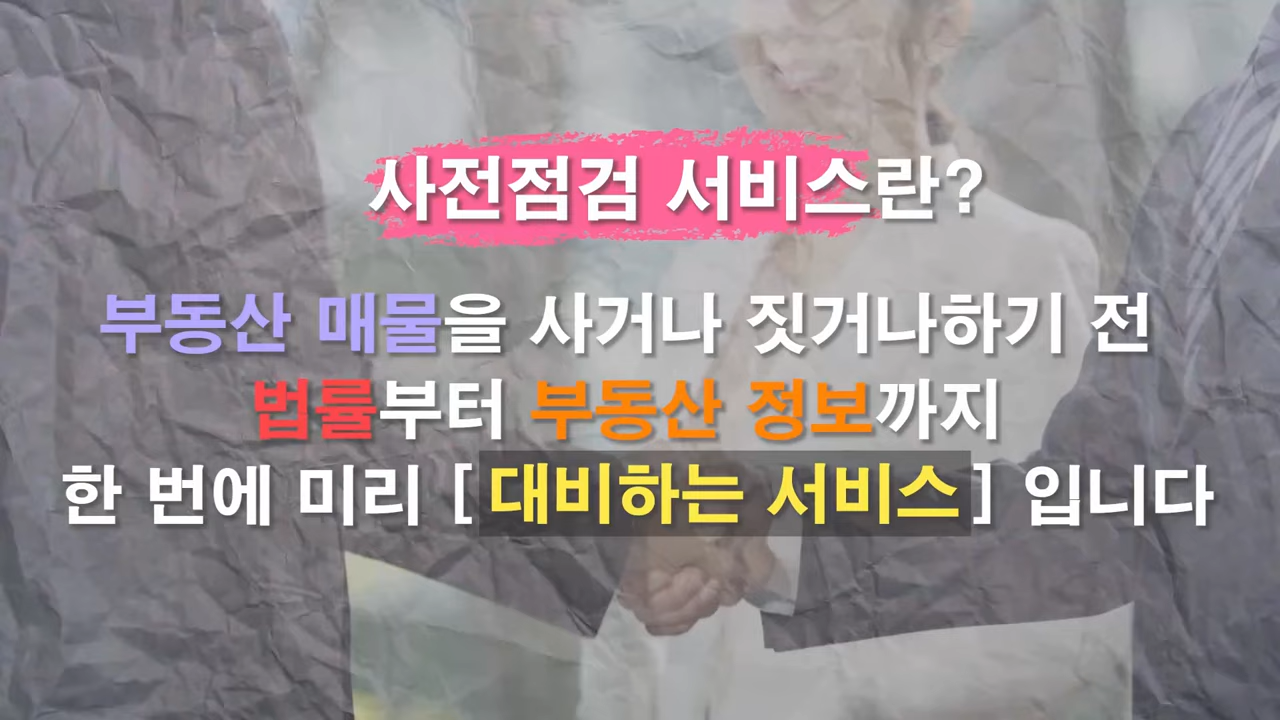 사전점검 서비스란?
부동산 매물을 사거나 짓거나하기 전
법률부터 부동산 정보까지
한 번에 미리 [대비하는 서비스] 입니다